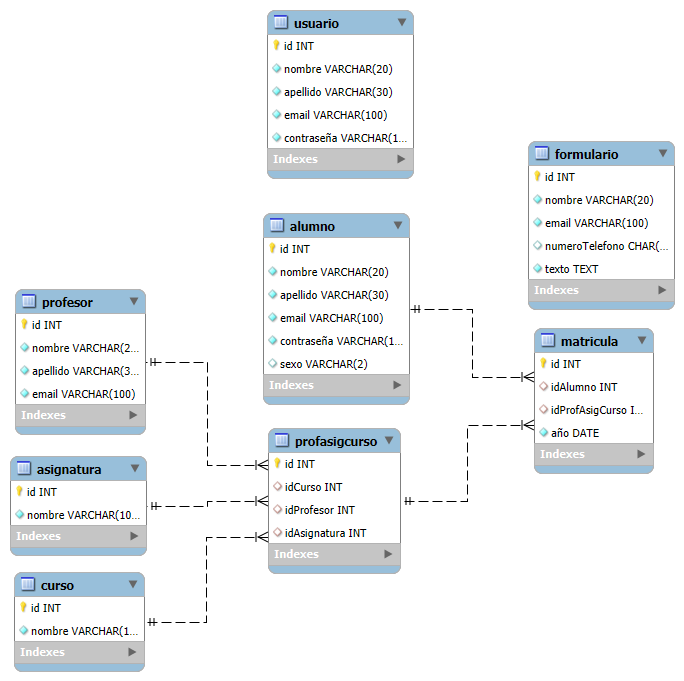 usuario
id INT
nombre VARCHAR(20)
apellido VARCHAR(30)
email VARCHAR(100)
contraseña VARCHAR(1...
Indexes
formulario
id INT
nombre VARCHAR(20)
email VARCHAR(100)
numeroTelefono CHAR(...
texto TEXT
Indexes
alumno
id INT
nombre VARCHAR(20)
apellido VARCHAR(30)
email VARCHAR(100)
contraseña VARCHAR(1...
sexo VARCHAR(2)
Indexes
profesor
id INT
nombre VARCHAR(2...
apellido VARCHAR(3...
email VARCHAR(100)
Indexes
matricula
id INT
idAlumno INT
idProfAsigCurso I...
año DATE
Indexes
profasigcurso
id INT
idCurso INT
idProfesor INT
idAsignatura INT
Indexes
asignatura
id INT
nombre VARCHAR(10...
Indexes
curso
id INT
nombre VARCHAR(1...
Indexes